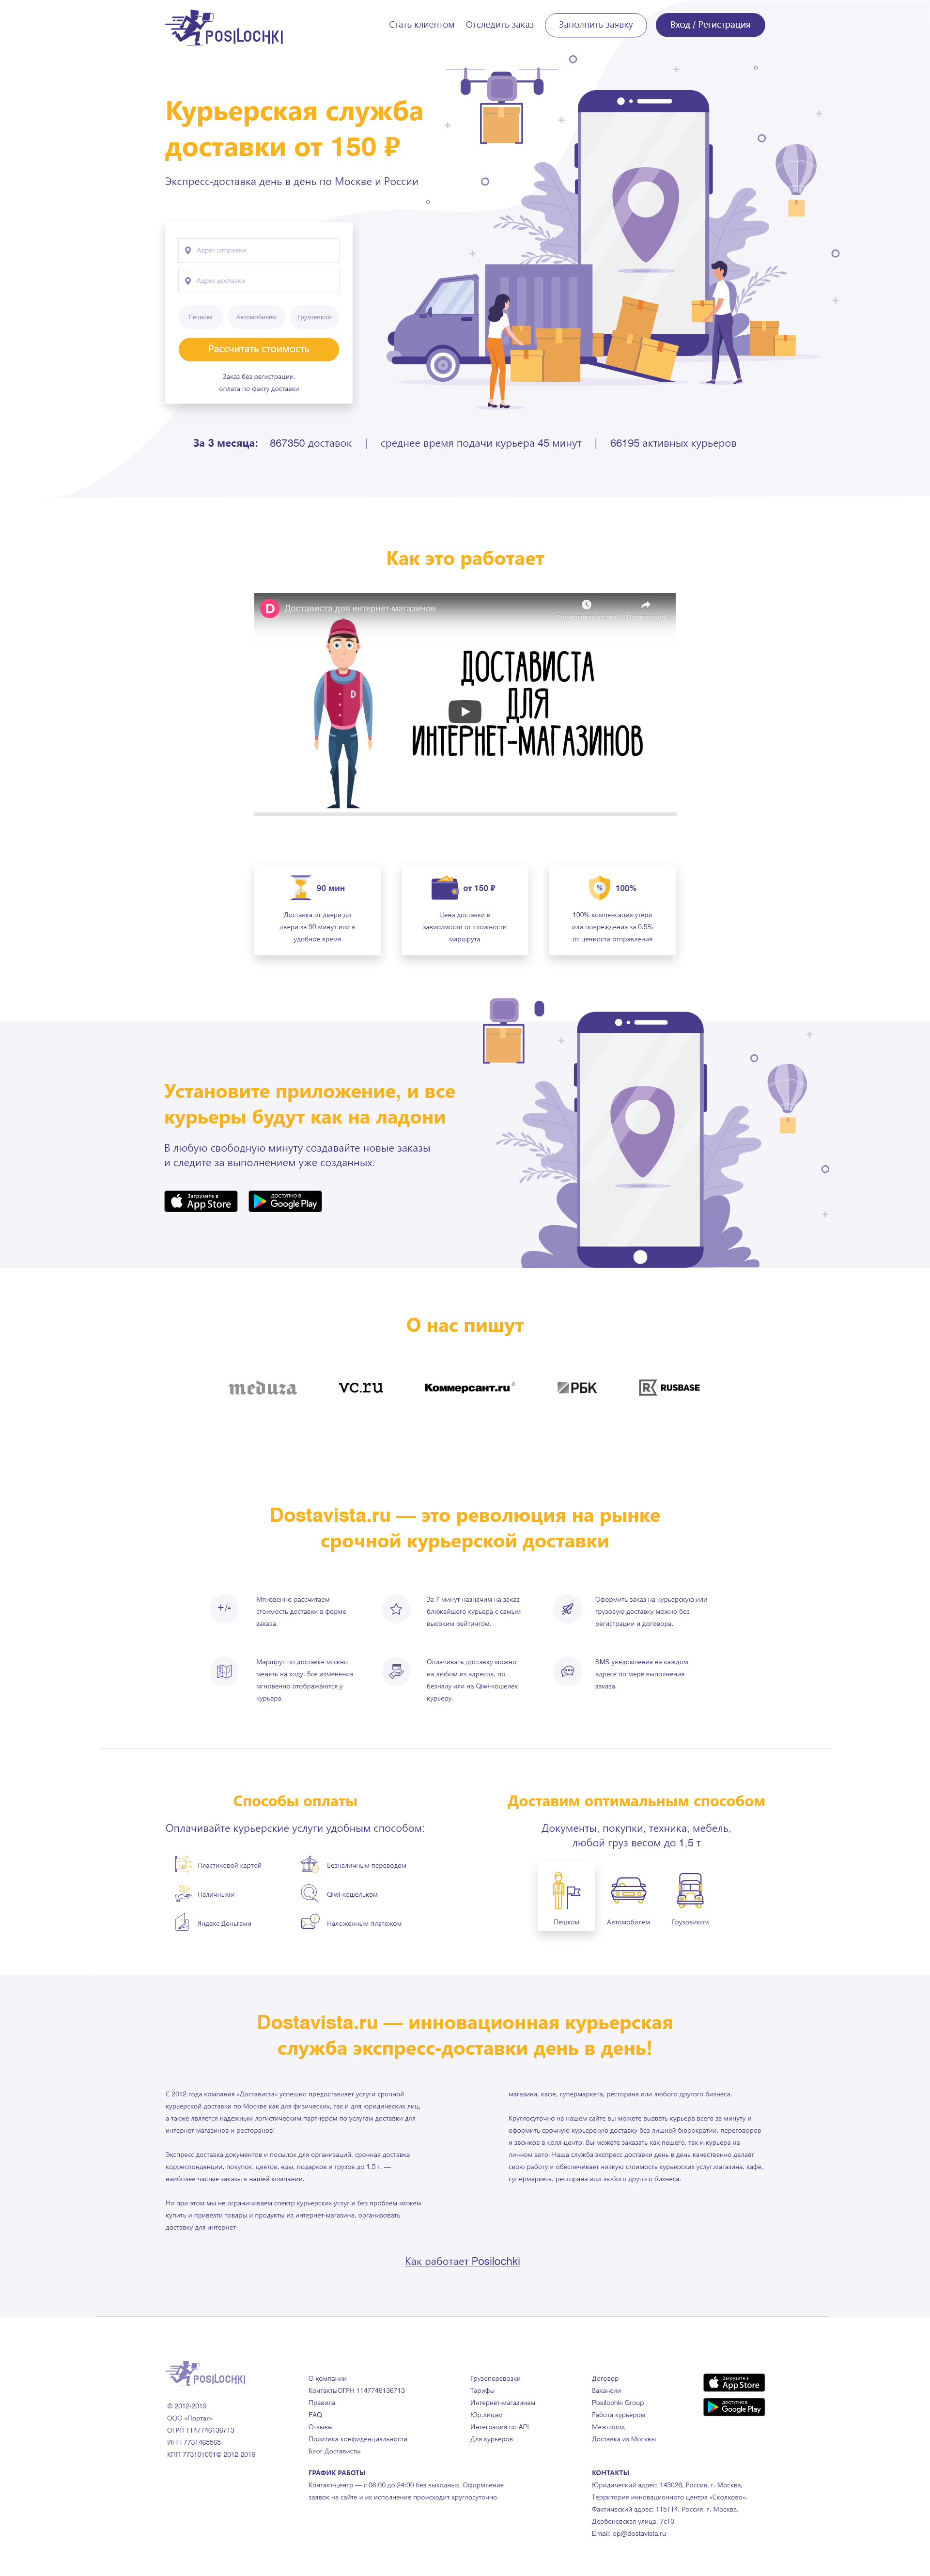 POSILOCHKI
Стать клиентом
Отследить заказ
Заполнить заявку
Вход / Регистрация
Курьерская служба
доставки от 150 ₽
Экспресс-доставка день в день по Москве и России
Адрес отправки
Адрес доставки
Пешком
Автомобилем
Грузовиком
Рассчитать стоимость
Заказ без регистрации,
оплата по факту доставки
За 3 месяца: 867350 доставок | среднее время подачи курьера 45 минут | 66195 активных курьеров
Как это работает
D Достависта для интернет-магазинов
D
ДОСТАВИСТА
ДЛЯ
ИНТЕРНЕТ-МАГАЗИНОВ
90 мин
Доставка от двери до
двери за 90 минут или в
удобное время
от 150 ₽
Цена доставки в
зависимости от сложности
маршрута
%
100%
100% компенсация утери
или повреждения за 0.5%
от ценности отправления
Установите приложение, и все
курьеры будут как на ладони
В любую свободную минуту создавайте новые заказы
и следите за выполнением уже созданных.
Загрузите в
App Store
ДОСТУПНО В
Google Play
О нас пишут
meduza
vc.ru
Коммерсант.ru®
РБК
RUSBASE
Dostavista.ru — это революция на рынке
срочной курьерской доставки
+/-
Мгновенно рассчитаем
стоимость доставки в форме
заказа.
За 7 минут назначим на заказ
ближайшего курьера с самым
высоким рейтингом.
Оформить заказ на курьерскую или
грузовую доставку можно без
регистрации и договора.
Маршрут по доставке можно
менять на ходу. Все изменения
мгновенно отображаются у
курьера.
Оплачивать доставку можно
на любом из адресов, по
безналу или на Qiwi-кошелек
курьеру.
SMS уведомления на каждом
адресе по мере выполнения
заказа.
Способы оплаты
Оплачивайте курьерские услуги удобным способом:
Пластиковой картой
Безналичным переводом
Наличными
Qiwi-кошельком
Яндекс Деньгами
Наложенным платежом
Доставим оптимальным способом
Документы, покупки, техника, мебель,
любой груз весом до 1,5 т
Пешком
Автомобилем
Грузовиком
Dostavista.ru — инновационная курьерская
служба экспресс-доставки день в день!
С 2012 года компания «Достависта» успешно предоставляет услуги срочной
курьерской доставки по Москве как для физических, так и для юридических лиц,
а также является надежным логистическим партнером по услугам доставки для
интернет-магазинов и ресторанов!
Экспресс доставка документов и посылок для организаций, срочная доставка
корреспонденции, покупок, цветов, еды, подарков и грузов до 1,5 т. —
наиболее частые заказы в нашей компании.
Но при этом мы не ограничиваем спектр курьерских услуг и без проблем можем
купить и привезти товары и продукты из интернет-магазина, организовать
доставку для интернет-
магазина, кафе, супермаркета, ресторана или любого другого бизнеса.
Круглосуточно на нашем сайте вы можете вызвать курьера всего за минуту и
оформить срочную курьерскую доставку без лишней бюрократии, переговоров
и звонков в колл-центр. Вы можете заказать как пешего, так и курьера на
личном авто. Наша служба экспресс доставки день в день качественно делает
свою работу и обеспечивает низкую стоимость курьерских услуг.магазина, кафе,
супермаркета, ресторана или любого другого бизнеса.
Как работает Posilochki
POSILOCHKI
© 2012-2019
ООО «Портал»
ОГРН 1147746136713
ИНН 7731465565
КПП 773101001© 2012-2019
О компании
КонтактыОГРН 1147746136713
Правила
FAQ
Отзывы
Политика конфиденциальности
Блог Достависты
Грузоперевозки
Тарифы
Интернет-магазинам
Юр.лицам
Интеграция по API
Для курьеров
Договор
Вакансии
Posilochki Group
Работа курьером
Межгород
Доставка из Москвы
Загрузите в
App Store
ДОСТУПНО В
Google Play
ГРАФИК РАБОТЫ
Контакт-центр — с 06:00 до 24:00 без выходных. Оформление
заявок на сайте и их исполнение происходит круглосуточно.
КОНТАКТЫ
Юридический адрес: 143026, Россия, г. Москва,
Территория инновационного центра «Сколково».
Фактический адрес: 115114, Россия, г. Москва,
Дербеневская улица, 7с10
Email: op@dostavista.ru